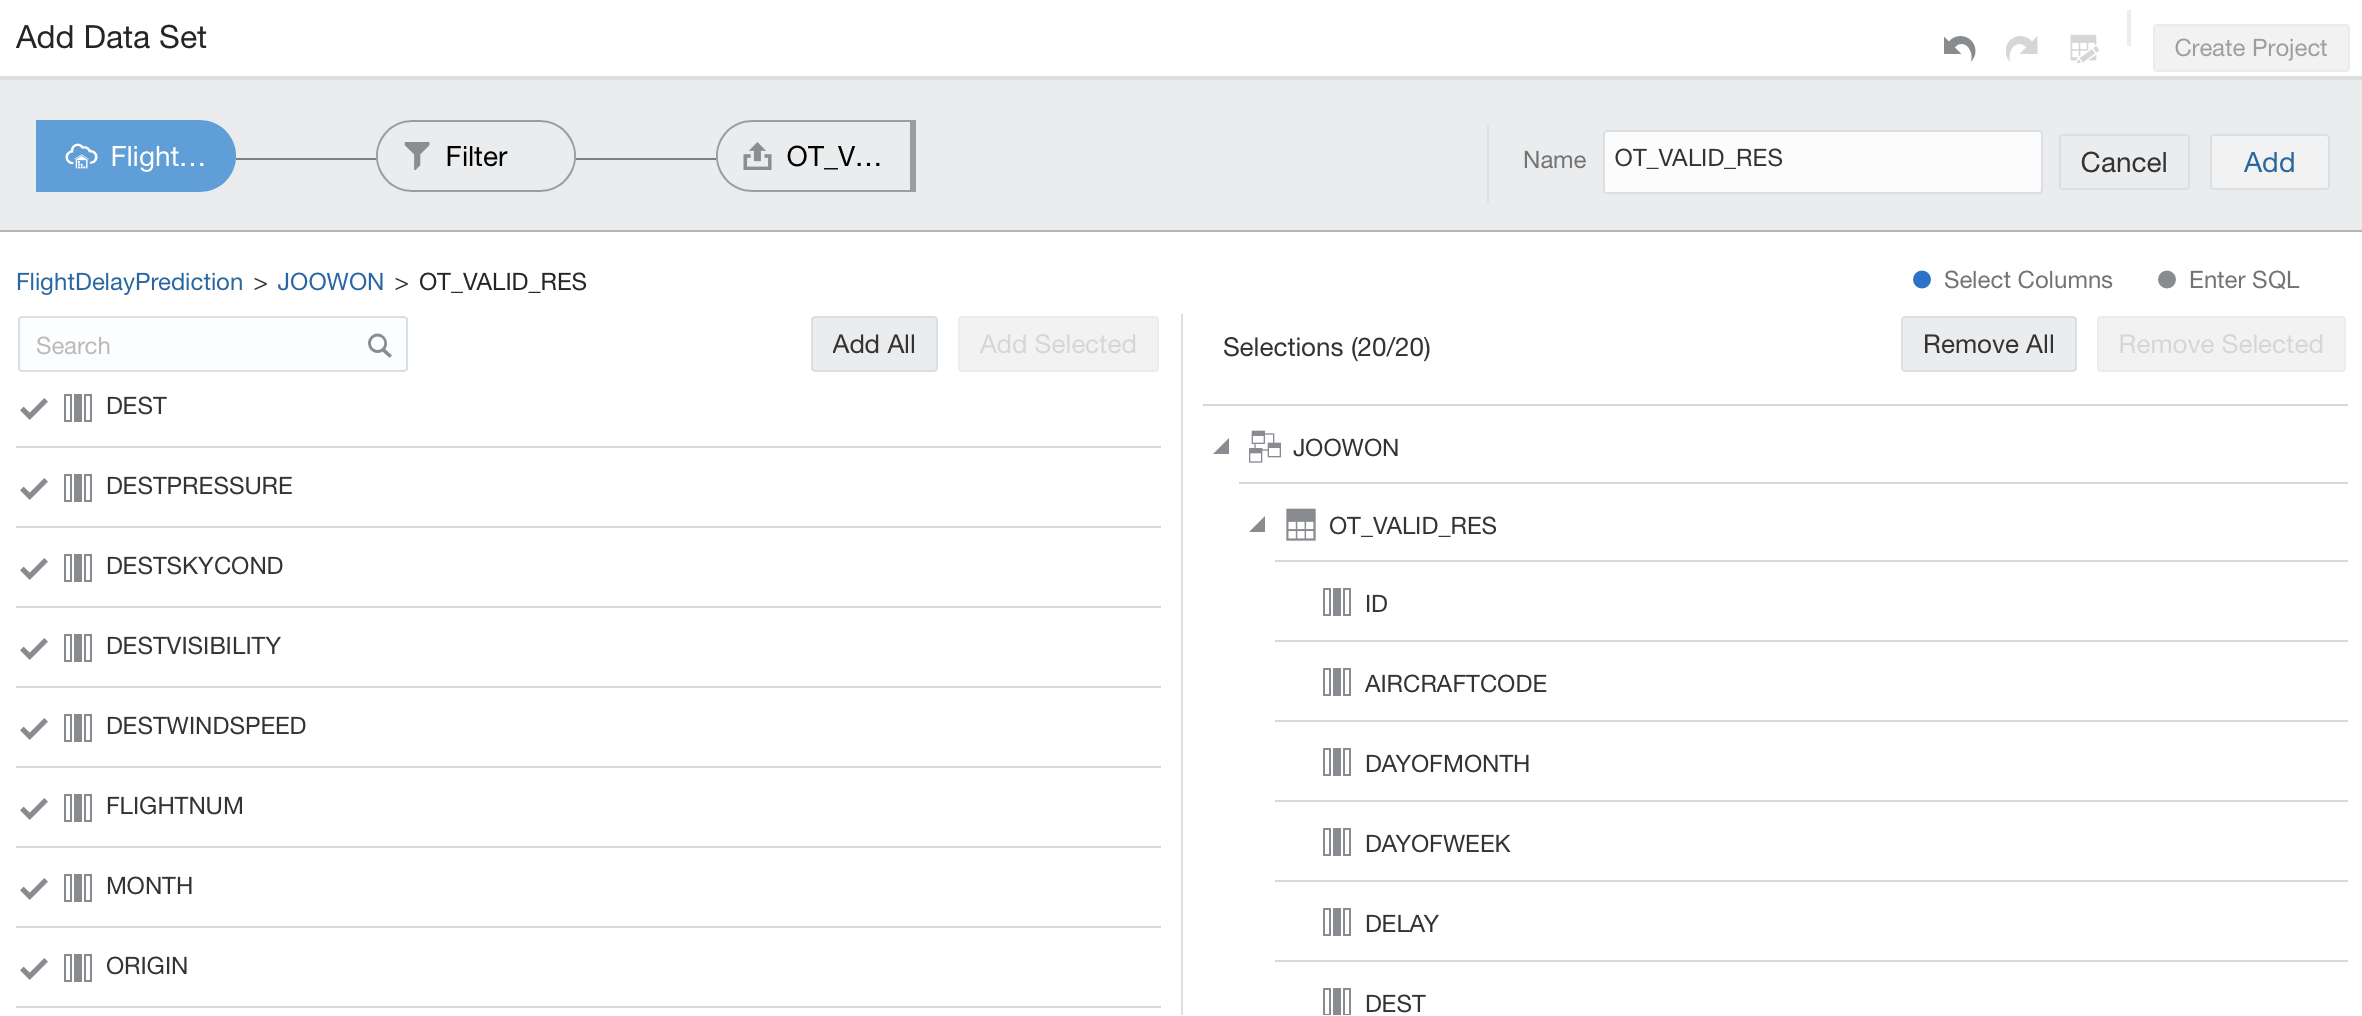 Add Data Set
Create Project
Flight...
Filter
OT_V...
Name
OT_VALID_RES
Cancel
Add
FlightDelayPrediction > JOOWON > OT_VALID_RES
Select Columns
Enter SQL
Search
Add All
Add Selected
Selections (20/20)
Remove All
Remove Selected
DEST
DESTPRESSURE
DESTSKYCOND
DESTVISIBILITY
DESTWINDSPEED
FLIGHTNUM
MONTH
ORIGIN
JOOWON
OT_VALID_RES
ID
AIRCRAFTCODE
DAYOFMONTH
DAYOFWEEK
DELAY
DEST